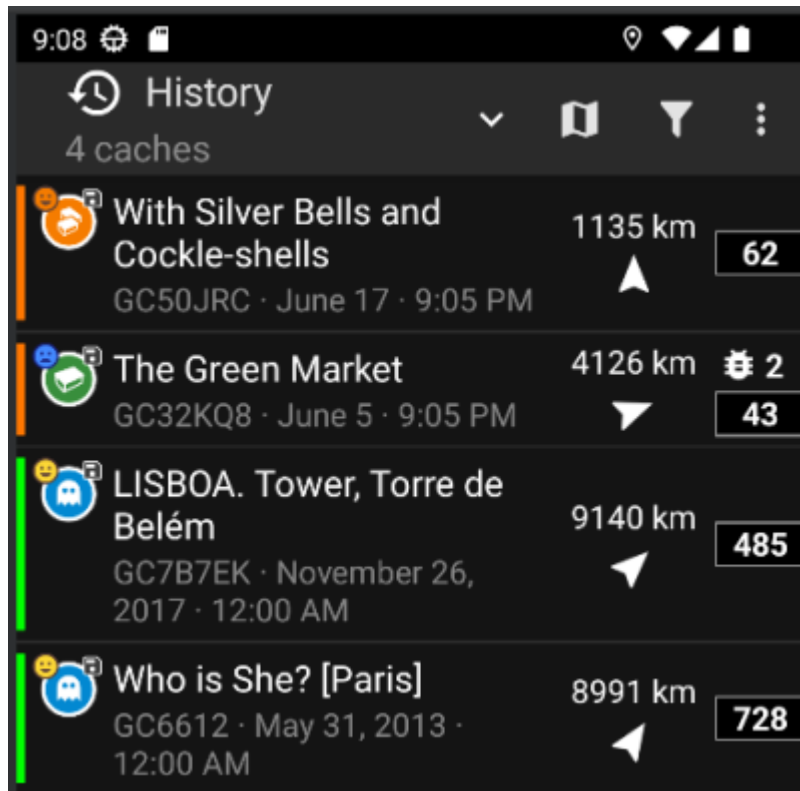 9:08
History
4 caches
With Silver Bells and
Cockle-shells
GC50JRC · June 17 · 9:05 PM
1135 km
62
The Green Market
GC32KQ8 · June 5 · 9:05 PM
4126 km
2
43
LISBOA. Tower, Torre de
Belém
GC7B7EK · November 26,
2017 · 12:00 AM
9140 km
485
Who is She? [Paris]
GC6612 · May 31, 2013 ·
12:00 AM
8991 km
728